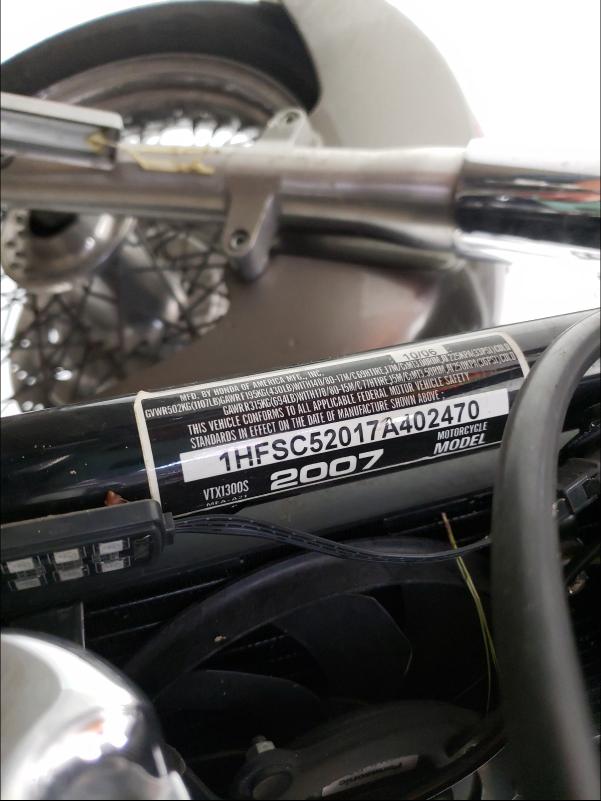 MFD. BY HONDA OF AMERICA MFG., INC. 10/06
THIS VEHICLE CONFORMS TO ALL APPLICABLE FEDERAL MOTOR VEHICLE SAFETY
STANDARDS IN EFFECT ON THE DATE OF MANUFACTURE SHOWN ABOVE:
1HFSC52017A402470
VTX1300S 2007 MOTORCYCLE
MODEL
Panasonic